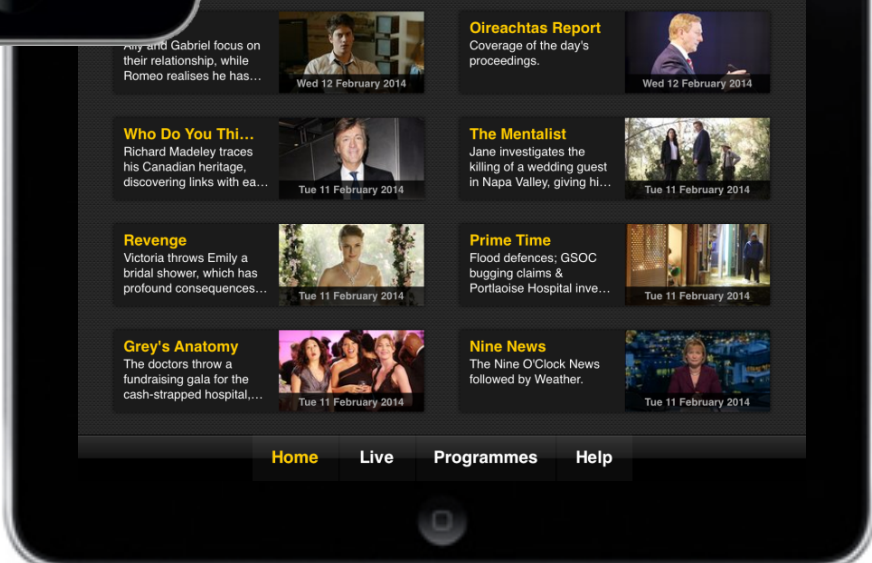 Ally and Gabriel focus on
their relationship, while
Romeo realises he has…
Wed 12 February 2014
Oireachtas Report
Coverage of the day's
proceedings.
Wed 12 February 2014
Who Do You Thi…
Richard Madeley traces
his Canadian heritage,
discovering links with ea…
Tue 11 February 2014
The Mentalist
Jane investigates the
killing of a wedding guest
in Napa Valley, giving hi…
Tue 11 February 2014
Revenge
Victoria throws Emily a
bridal shower, which has
profound consequences…
Tue 11 February 2014
Prime Time
Flood defences; GSOC
bugging claims &
Portlaoise Hospital inve…
Tue 11 February 2014
Grey's Anatomy
The doctors throw a
fundraising gala for the
cash-strapped hospital,…
Tue 11 February 2014
Nine News
The Nine O'Clock News
followed by Weather.
Tue 11 February 2014
Home
Live
Programmes
Help